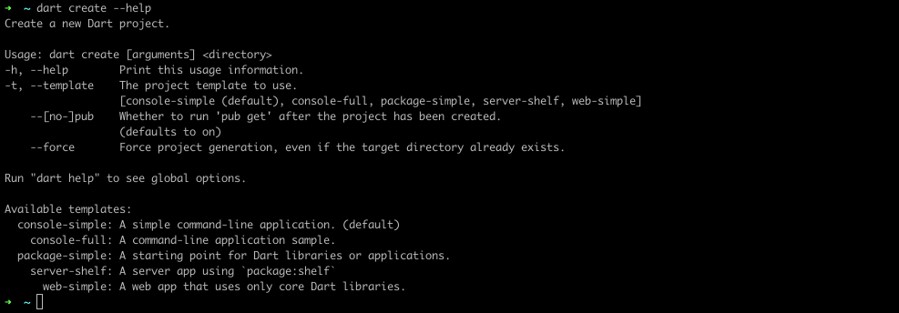 ➜  ~ dart create --help
Create a new Dart project.

Usage: dart create [arguments] <directory>
-h, --help        Print this usage information.
-t, --template    The project template to use.
                  [console-simple (default), console-full, package-simple, server-shelf, web-simple]
    --[no-]pub    Whether to run 'pub get' after the project has been created.
                  (defaults to on)
    --force       Force project generation, even if the target directory already exists.

Run "dart help" to see global options.

Available templates:
  console-simple: A simple command-line application. (default)
    console-full: A command-line application sample.
  package-simple: A starting point for Dart libraries or applications.
    server-shelf: A server app using `package:shelf`
      web-simple: A web app that uses only core Dart libraries.
➜  ~